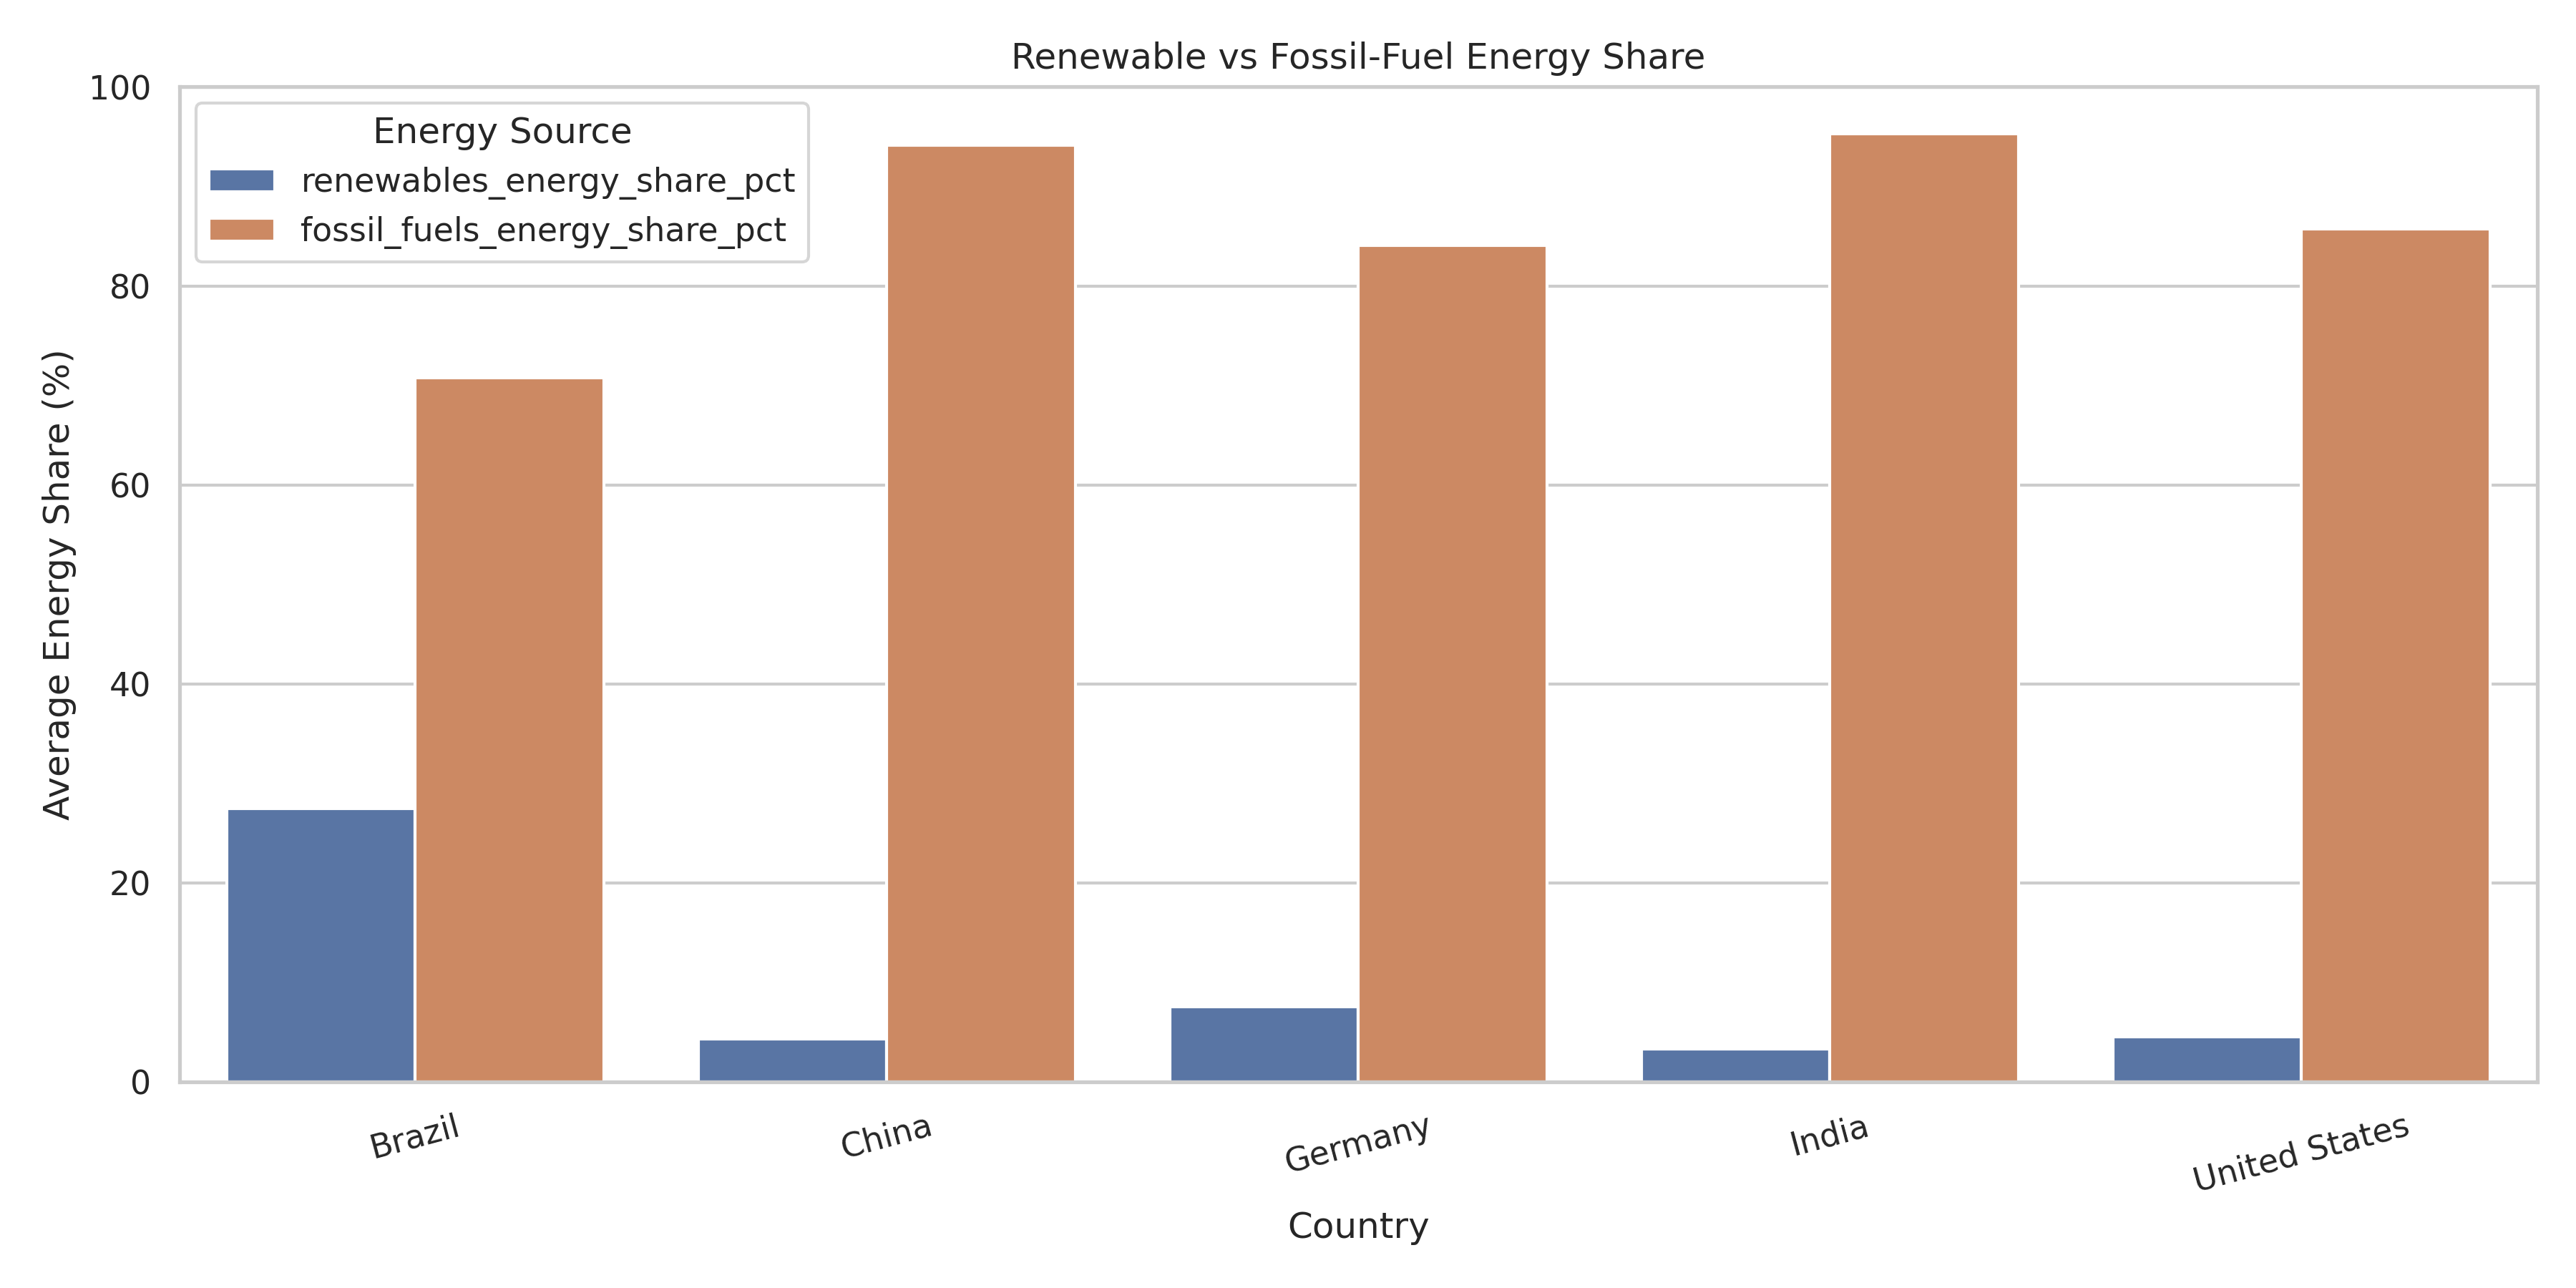 Renewable vs Fossil-Fuel Energy Share
Energy Source
renewables_energy_share_pct
fossil_fuels_energy_share_pct
Average Energy Share (%)
100
80
60
40
20
0
Brazil
China
Germany
India
United States
Country